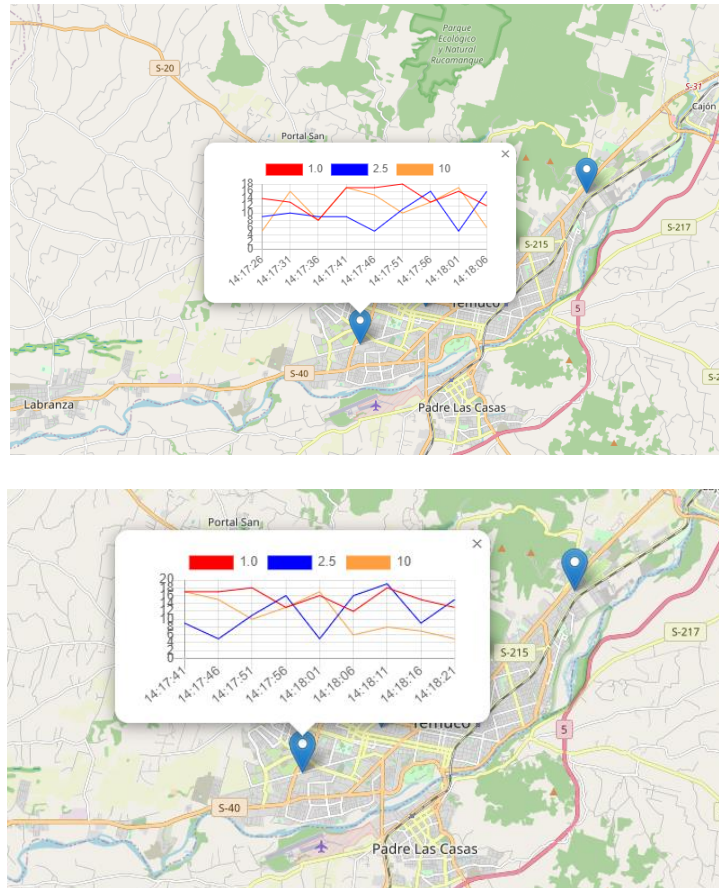 Parque
Ecológico
y Natural
Rucamanque
S-20
S-31
Cajón
Portal San
×
1.0 2.5 10
18
16
14
12
10
8
6
4
2
0
14:17:26 14:17:31 14:17:36 14:17:41 14:17:46 14:17:51 14:17:56 14:18:01 14:18:06
S-217
S-215
Temuco
5
S-40
S-2
Labranza
Padre Las Casas
Portal San
×
1.0 2.5 10
20
18
16
14
12
10
8
6
4
2
0
14:17:41 14:17:46 14:17:51 14:17:56 14:18:01 14:18:06 14:18:11 14:18:16 14:18:21
S-217
S-215
Temuco
5
S-40
Padre Las Casas